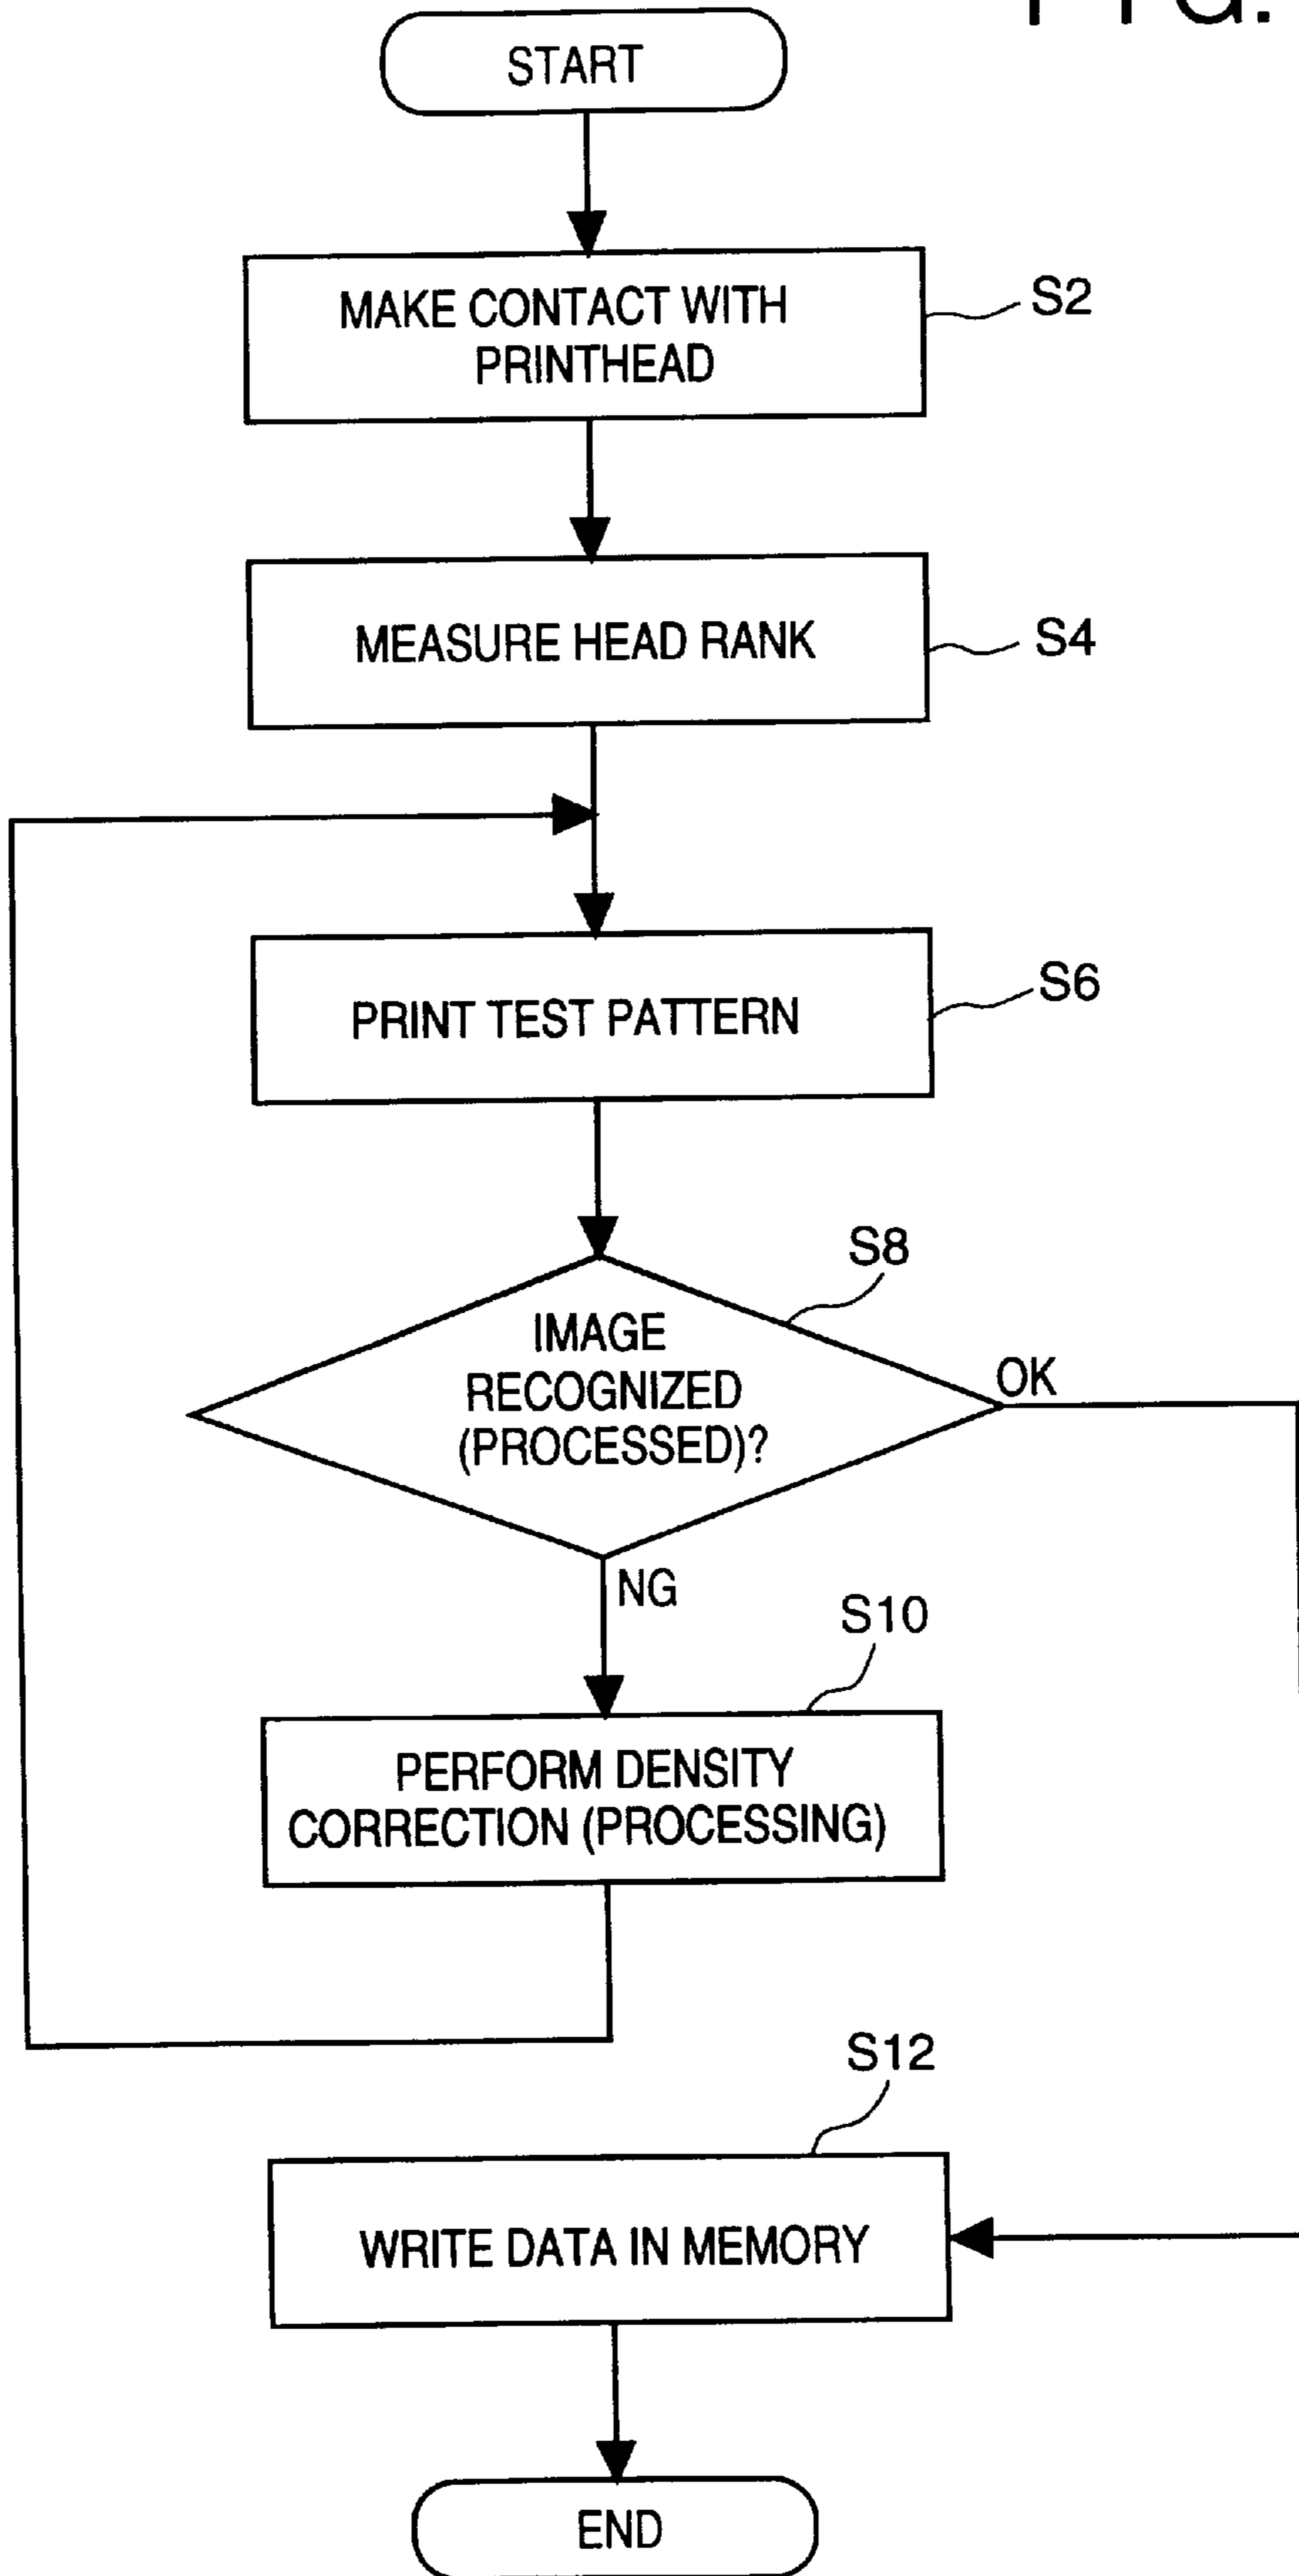 FIG.
START
MAKE CONTACT WITH
PRINTHEAD
S2
MEASURE HEAD RANK
S4
PRINT TEST PATTERN
S6
S8
IMAGE
RECOGNIZED
(PROCESSED)?
OK
NG
S10
PERFORM DENSITY
CORRECTION (PROCESSING)
S12
WRITE DATA IN MEMORY
END